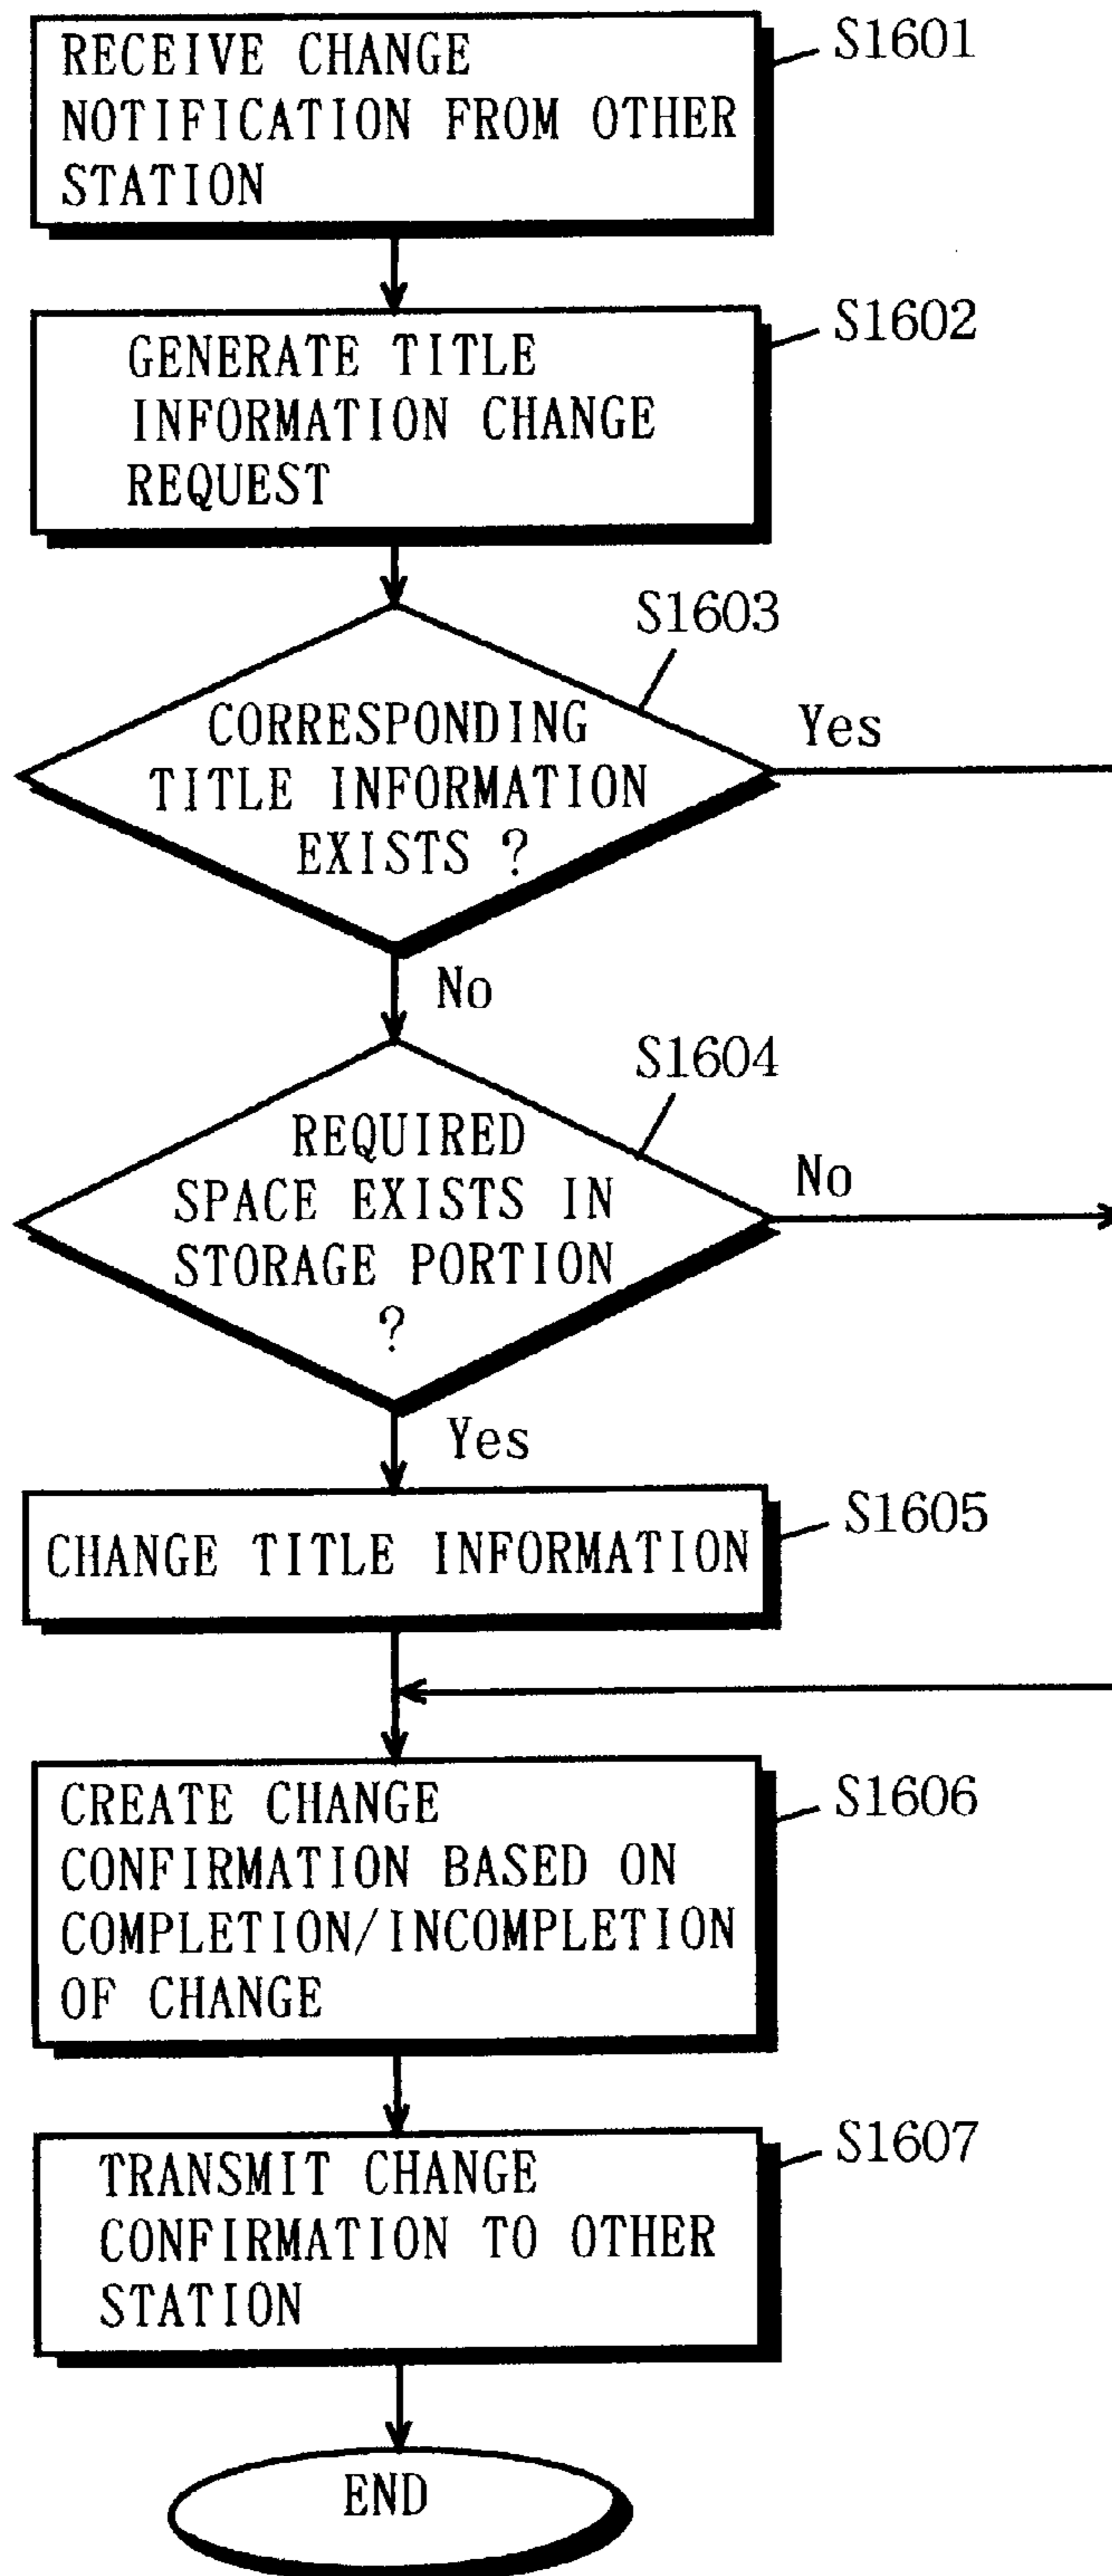 RECEIVE CHANGE
NOTIFICATION FROM OTHER
STATION
S1601
GENERATE TITLE
INFORMATION CHANGE
REQUEST
S1602
S1603
CORRESPONDING
TITLE INFORMATION
EXISTS ?
Yes
No
S1604
REQUIRED
SPACE EXISTS IN
STORAGE PORTION
?
No
Yes
CHANGE TITLE INFORMATION
S1605
CREATE CHANGE
CONFIRMATION BASED ON
COMPLETION/INCOMPLETION
OF CHANGE
S1606
TRANSMIT CHANGE
CONFIRMATION TO OTHER
STATION
S1607
END